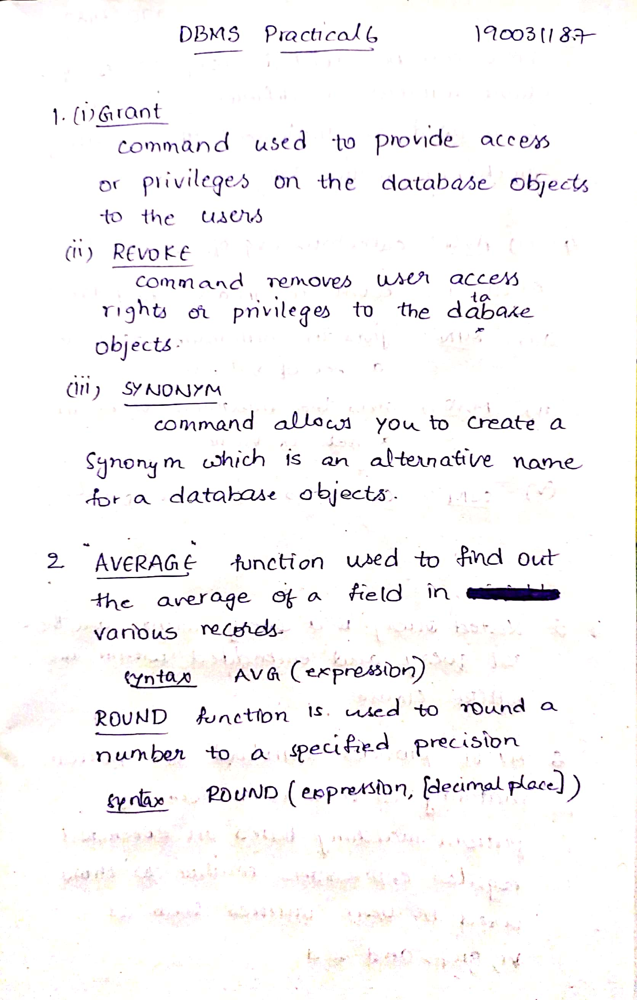 DBMS Practical 6 190031187
1. (i) Grant
command used to provide access
or privileges on the database objects
to the users
(ii) REVOKE
command removes user access
rights or privileges to the database
objects.
(iii) SYNONYM
command allows you to create a
synonym which is an alternative name
for a database objects.
2 "AVERAGE" function used to find out
the average of a field in
various records.
syntax AVG (expression)
ROUND function is used to round a
number to a specified precision
syntax ROUND (expression, [decimal place])